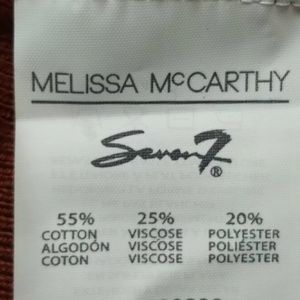 MELISSA McCARTHY
Seven7®
55% 25% 20%
COTTON VISCOSE POLYESTER
ALGODÓN VISCOSE POLIÉSTER
COTON VISCOSE POLYESTER